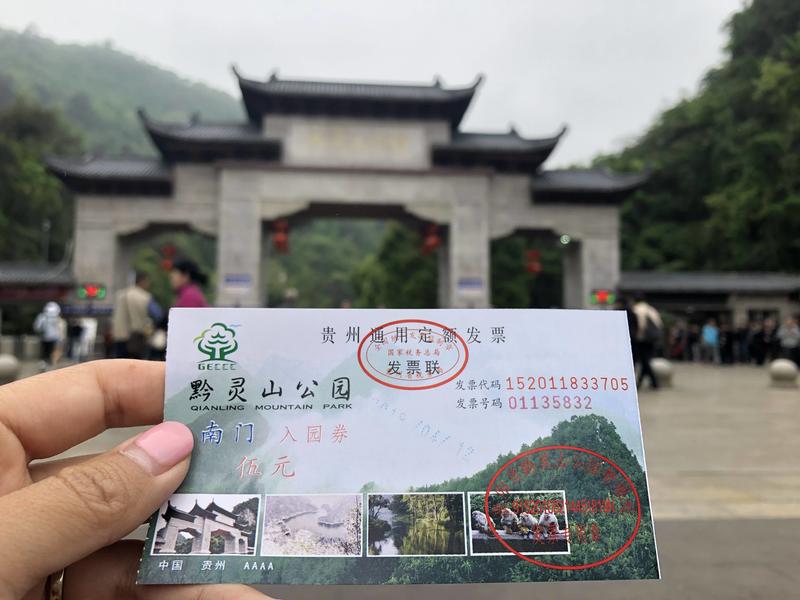 贵州通用定额发票
国家税务总局
发票联
GECCC
黔灵山公园
QIANLING MOUNTAIN PARK
发票代码 152011833705
发票号码 01135832
南门 入园券
伍元
中国 贵州 AAAA